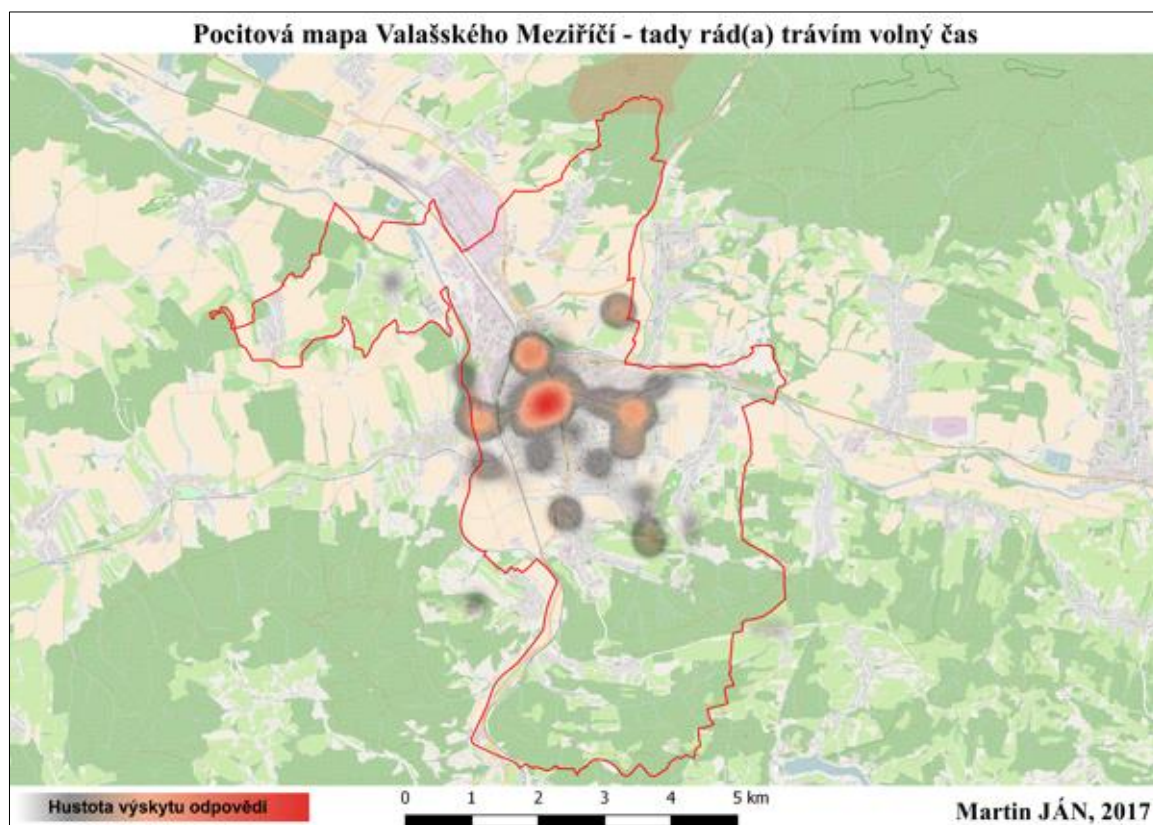 Pocitová mapa Valašského Meziříčí - tady rád(a) trávím volný čas
Hustota výskytu odpovědí
0 1 2 3 4 5 km
Martin JÁN, 2017